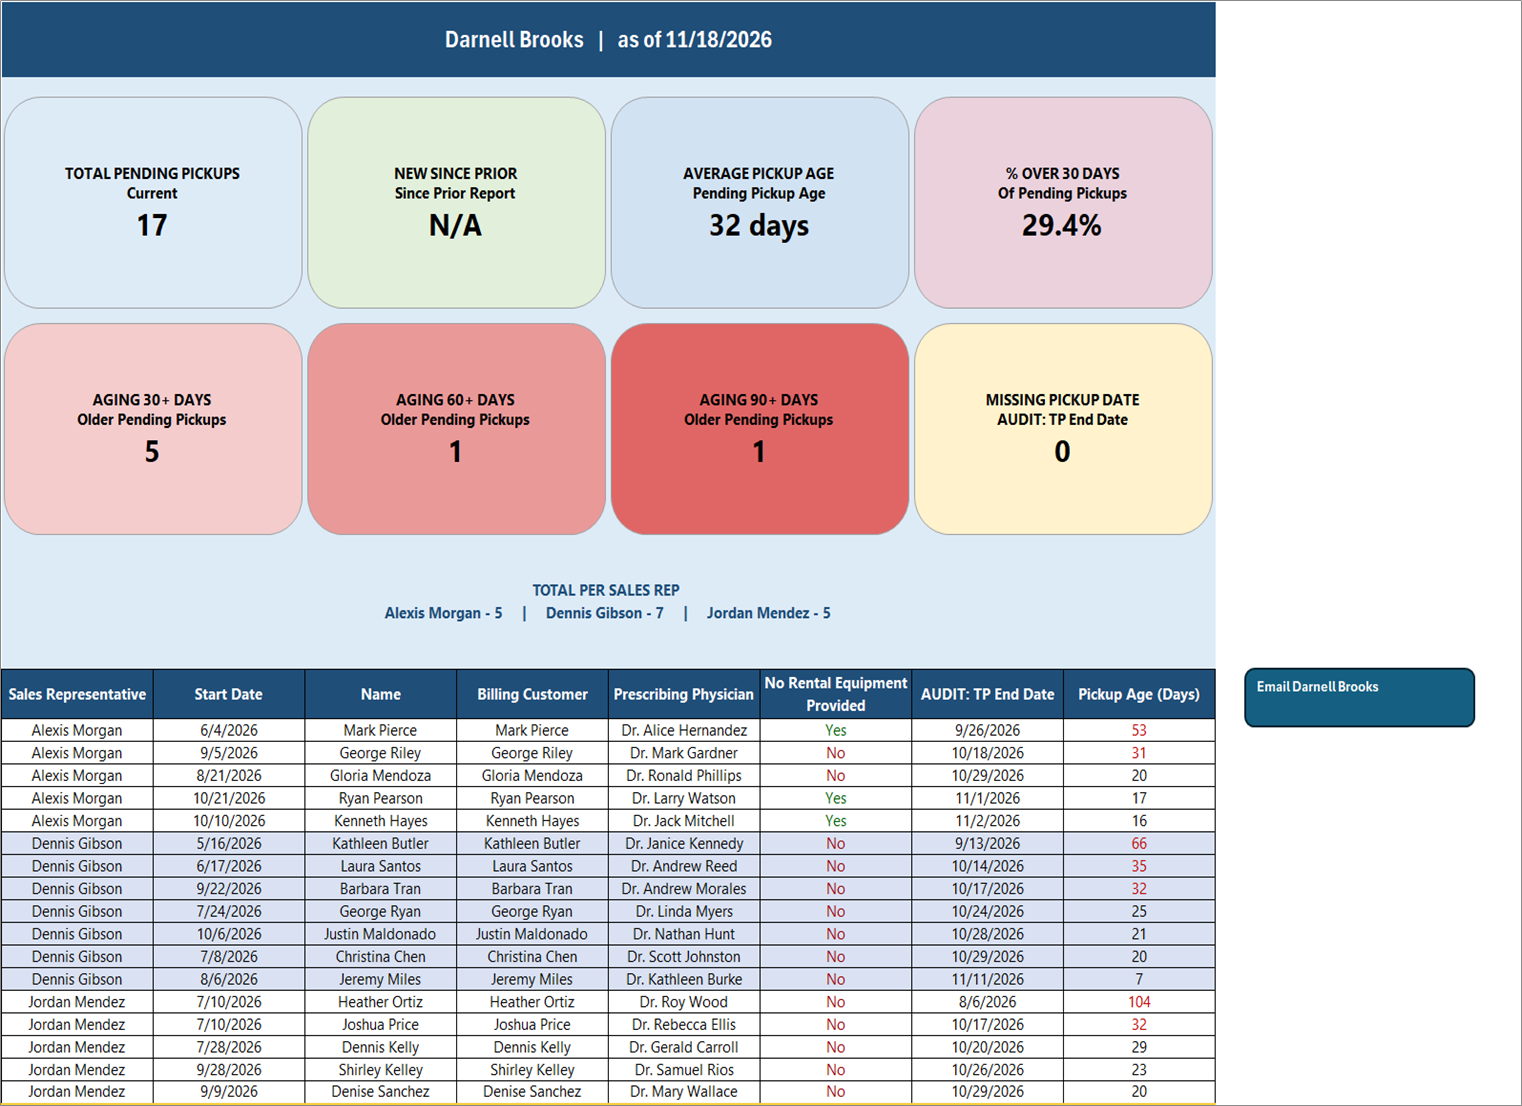 Darnell Brooks | as of 11/18/2026
TOTAL PENDING PICKUPS
Current
17
NEW SINCE PRIOR
Since Prior Report
N/A
AVERAGE PICKUP AGE
Pending Pickup Age
32 days
% OVER 30 DAYS
Of Pending Pickups
29.4%
AGING 30+ DAYS
Older Pending Pickups
5
AGING 60+ DAYS
Older Pending Pickups
1
AGING 90+ DAYS
Older Pending Pickups
1
MISSING PICKUP DATE
AUDIT: TP End Date
0
TOTAL PER SALES REP
Alexis Morgan - 5 | Dennis Gibson - 7 | Jordan Mendez - 5
Sales Representative Start Date Name Billing Customer Prescribing Physician No Rental Equipment Provided AUDIT: TP End Date Pickup Age (Days)
Email Darnell Brooks
Alexis Morgan 6/4/2026 Mark Pierce Mark Pierce Dr. Alice Hernandez Yes 9/26/2026 53
Alexis Morgan 9/5/2026 George Riley George Riley Dr. Mark Gardner No 10/18/2026 31
Alexis Morgan 8/21/2026 Gloria Mendoza Gloria Mendoza Dr. Ronald Phillips No 10/29/2026 20
Alexis Morgan 10/21/2026 Ryan Pearson Ryan Pearson Dr. Larry Watson Yes 11/1/2026 17
Alexis Morgan 10/10/2026 Kenneth Hayes Kenneth Hayes Dr. Jack Mitchell Yes 11/2/2026 16
Dennis Gibson 5/16/2026 Kathleen Butler Kathleen Butler Dr. Janice Kennedy No 9/13/2026 66
Dennis Gibson 6/17/2026 Laura Santos Laura Santos Dr. Andrew Reed No 10/14/2026 35
Dennis Gibson 9/22/2026 Barbara Tran Barbara Tran Dr. Andrew Morales No 10/17/2026 32
Dennis Gibson 7/24/2026 George Ryan George Ryan Dr. Linda Myers No 10/24/2026 25
Dennis Gibson 10/6/2026 Justin Maldonado Justin Maldonado Dr. Nathan Hunt No 10/28/2026 21
Dennis Gibson 7/8/2026 Christina Chen Christina Chen Dr. Scott Johnston No 10/29/2026 20
Dennis Gibson 8/6/2026 Jeremy Miles Jeremy Miles Dr. Kathleen Burke No 11/11/2026 7
Jordan Mendez 7/10/2026 Heather Ortiz Heather Ortiz Dr. Roy Wood No 8/6/2026 104
Jordan Mendez 7/10/2026 Joshua Price Joshua Price Dr. Rebecca Ellis No 10/17/2026 32
Jordan Mendez 7/28/2026 Dennis Kelly Dennis Kelly Dr. Gerald Carroll No 10/20/2026 29
Jordan Mendez 9/28/2026 Shirley Kelley Shirley Kelley Dr. Samuel Rios No 10/26/2026 23
Jordan Mendez 9/9/2026 Denise Sanchez Denise Sanchez Dr. Mary Wallace No 10/29/2026 20